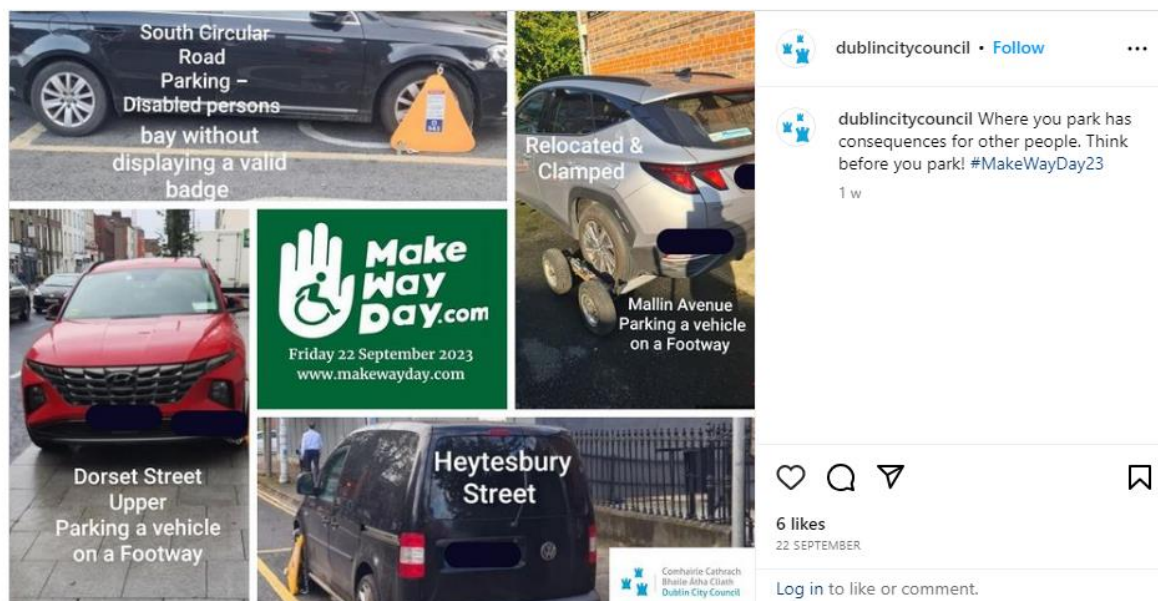 South Circular
Road
Parking –
Disabled persons
bay without
displaying a valid
badge
Relocated &
Clamped
Mallin Avenue
Parking a vehicle
on a Footway
Make
Way
Day.com
Friday 22 September 2023
www.makewayday.com
Dorset Street
Upper
Parking a vehicle
on a Footway
Heytesbury
Street
Comhairle Cathrach
Bhaile Átha Cliath
Dublin City Council
dublincitycouncil • Follow
dublincitycouncil Where you park has
consequences for other people. Think
before you park! #MakeWayDay23
1 w
6 likes
22 SEPTEMBER
Log in to like or comment.